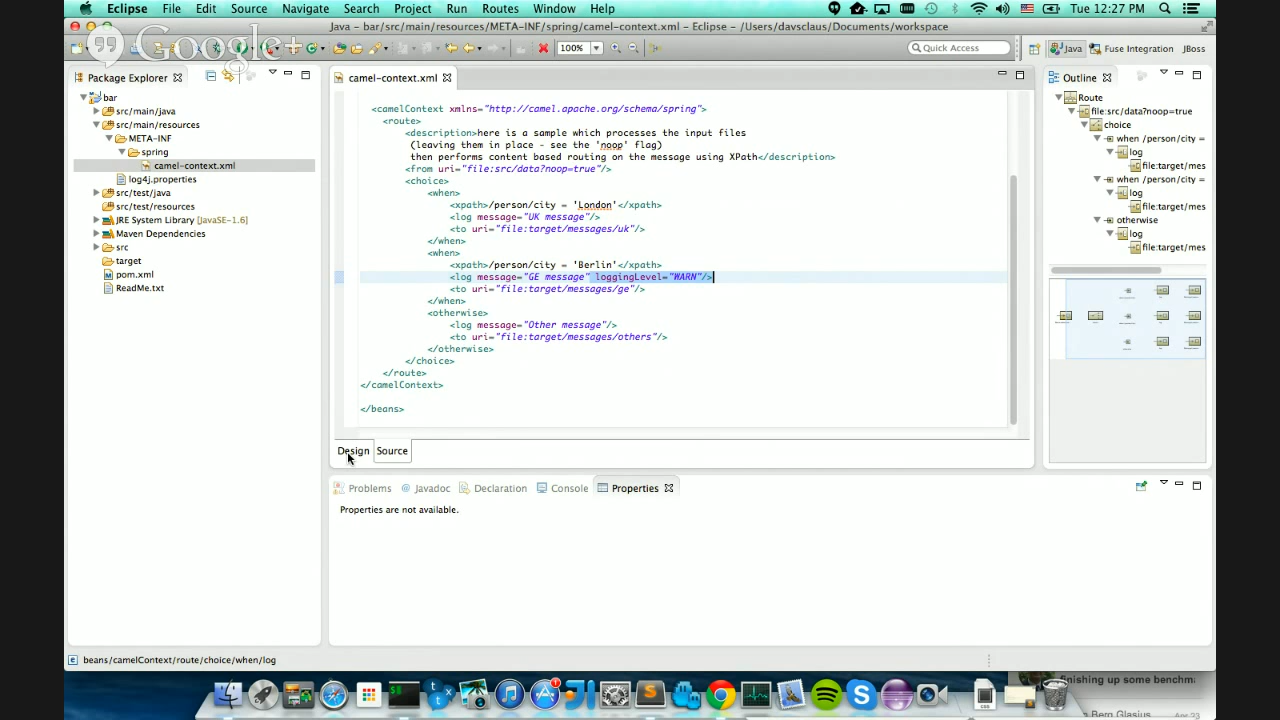 Eclipse File Edit Source Navigate Search Project Run Routes Window Help Tue 12:27 PM
Java - bar/src/main/resources/META-INF/spring/camel-context.xml - Eclipse - /Users/davsclaus/Documents/workspace
Google+
100% Quick Access Java Fuse Integration JBoss
Package Explorer
bar
src/main/java
src/main/resources
META-INF
spring
camel-context.xml
log4j.properties
src/test/java
src/test/resources
JRE System Library [JavaSE-1.6]
Maven Dependencies
src
target
pom.xml
ReadMe.txt
camel-context.xml
<camelContext xmlns="http://camel.apache.org/schema/spring">
<route>
<description>here is a sample which processes the input files
(leaving them in place - see the 'noop' flag)
then performs content based routing on the message using XPath</description>
<from uri="file:src/data?noop=true"/>
<choice>
<when>
<xpath>/person/city = 'London'</xpath>
<log message="UK message"/>
<to uri="file:target/messages/uk"/>
</when>
<when>
<xpath>/person/city = 'Berlin'</xpath>
<log message="GE message" loggingLevel="WARN"/>
<to uri="file:target/messages/ge"/>
</when>
<otherwise>
<log message="Other message"/>
<to uri="file:target/messages/others"/>
</otherwise>
</choice>
</route>
</camelContext>
</beans>
Design Source
Outline
Route
file:src/data?noop=true
choice
when /person/city =
log
file:target/mes
when /person/city =
log
file:target/mes
otherwise
log
file:target/mes
Problems Javadoc Declaration Console Properties
Properties are not available.
beans/camelContext/route/choice/when/log
finishing up some benchm
Berg Glasius Apr 23